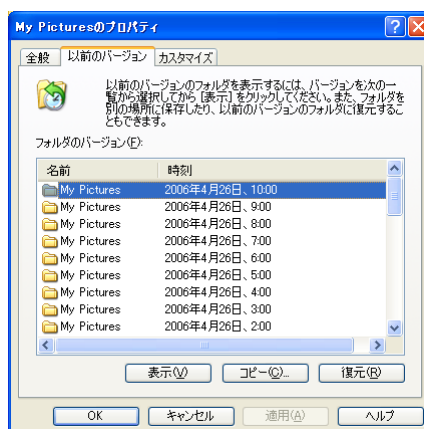 My Picturesのプロパティ
全般 以前のバージョン カスタマイズ
以前のバージョンのフォルダを表示するには、バージョンを次の一
覧から選択してから [表示] をクリックしてください。また、フォルダを
別の場所に保存したり、以前のバージョンのフォルダに復元するこ
ともできます。
フォルダのバージョン(F):
名前 時刻
My Pictures 2006年4月26日、10:00
My Pictures 2006年4月26日、9:00
My Pictures 2006年4月26日、8:00
My Pictures 2006年4月26日、7:00
My Pictures 2006年4月26日、6:00
My Pictures 2006年4月26日、5:00
My Pictures 2006年4月26日、4:00
My Pictures 2006年4月26日、3:00
My Pictures 2006年4月26日、2:00
表示(V) コピー(C)... 復元(R)
OK キャンセル 適用(A) ヘルプ